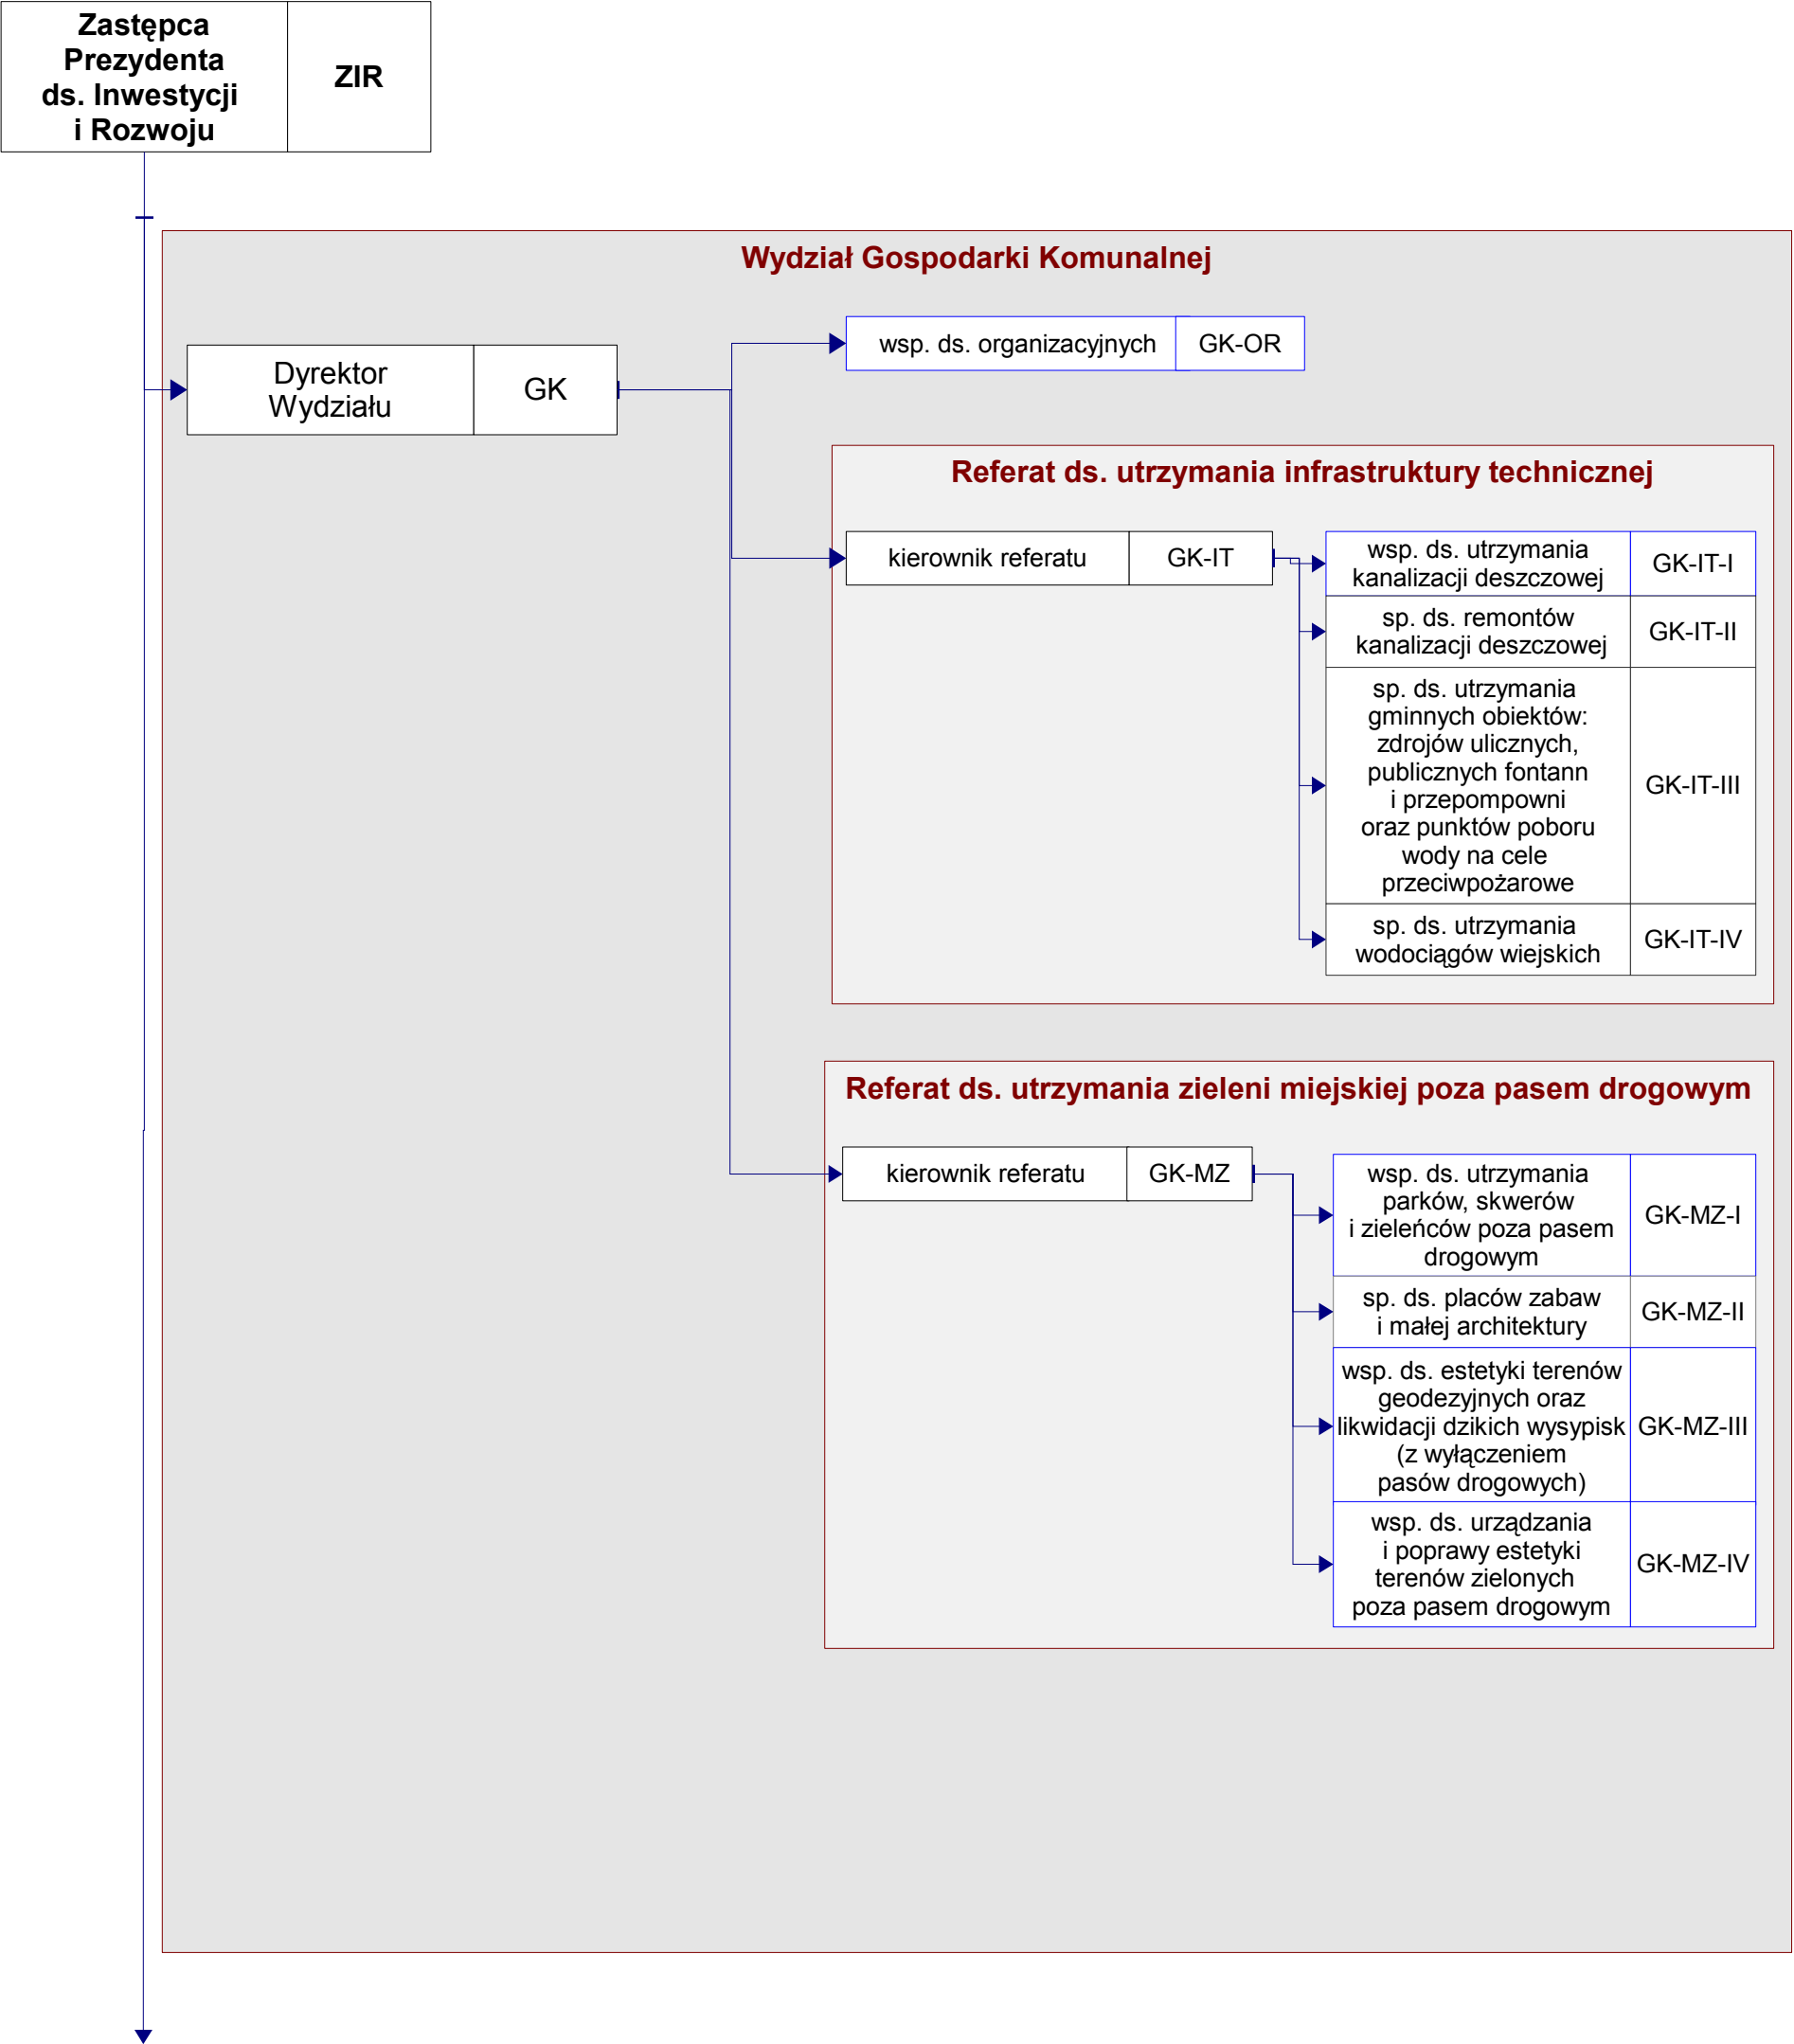 Zastępca
Prezydenta
ds. Inwestycji
i Rozwoju
ZIR
Wydział Gospodarki Komunalnej
wsp. ds. organizacyjnych
GK-OR
Dyrektor
Wydziału
GK
Referat ds. utrzymania infrastruktury technicznej
kierownik referatu
GK-IT
wsp. ds. utrzymania
kanalizacji deszczowej
GK-IT-I
sp. ds. remontów
kanalizacji deszczowej
GK-IT-II
sp. ds. utrzymania
gminnych obiektów:
zdrojów ulicznych,
publicznych fontann
i przepompowni
oraz punktów poboru
wody na cele
przeciwpożarowe
GK-IT-III
sp. ds. utrzymania
wodociągów wiejskich
GK-IT-IV
Referat ds. utrzymania zieleni miejskiej poza pasem drogowym
kierownik referatu
GK-MZ
wsp. ds. utrzymania
parków, skwerów
i zieleńców poza pasem
drogowym
GK-MZ-I
sp. ds. placów zabaw
i małej architektury
GK-MZ-II
wsp. ds. estetyki terenów
geodezyjnych oraz
likwidacji dzikich wysypisk
(z wyłączeniem
pasów drogowych)
GK-MZ-III
wsp. ds. urządzania
i poprawy estetyki
terenów zielonych
poza pasem drogowym
GK-MZ-IV